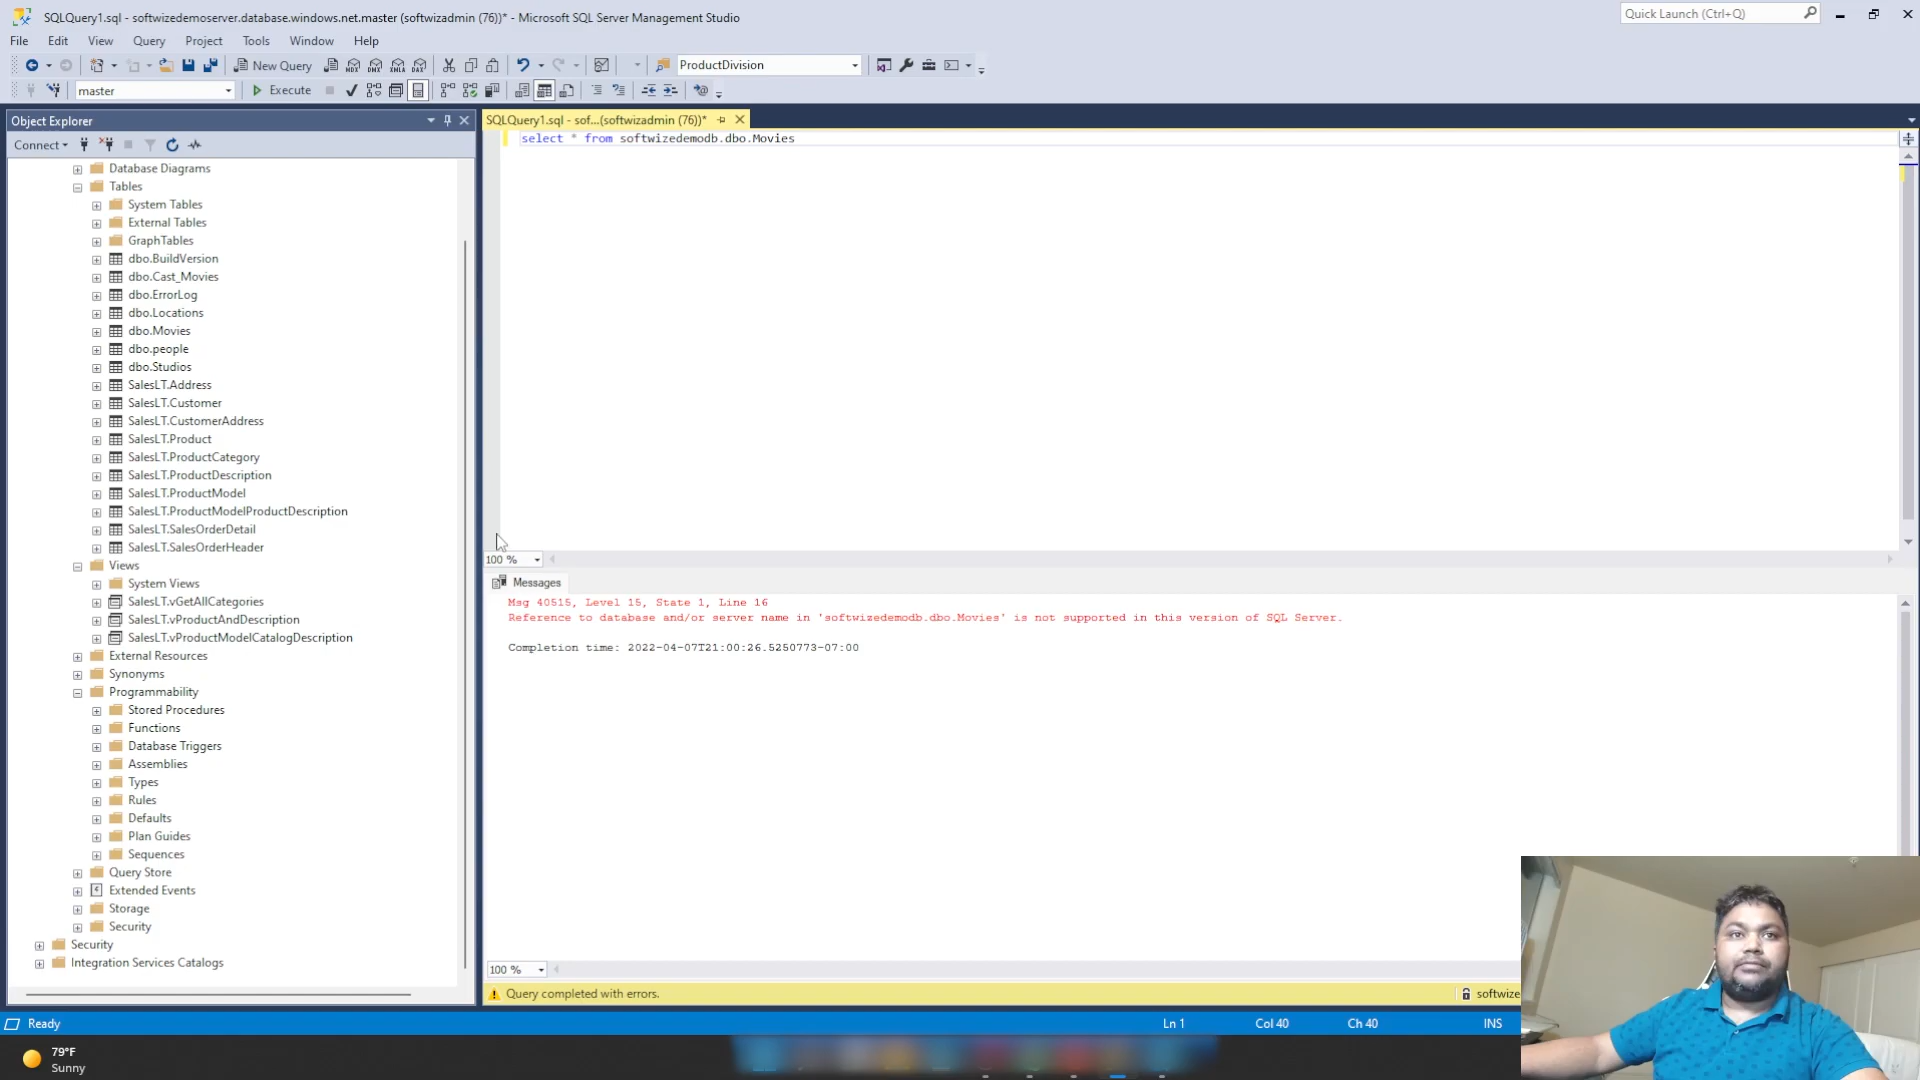 SQLQuery1.sql - softwizedemoserver.database.windows.net.master (softwizadmin (76))* - Microsoft SQL Server Management Studio
Quick Launch (Ctrl+Q)
File Edit View Query Project Tools Window Help
New Query
ProductDivision
master
Execute
Object Explorer
SQLQuery1.sql - sof...(softwizadmin (76))*
Connect
select * from softwizedemodb.dbo.Movies
Database Diagrams
Tables
System Tables
External Tables
GraphTables
dbo.BuildVersion
dbo.Cast_Movies
dbo.ErrorLog
dbo.Locations
dbo.Movies
dbo.people
dbo.Studios
SalesLT.Address
SalesLT.Customer
SalesLT.CustomerAddress
SalesLT.Product
SalesLT.ProductCategory
SalesLT.ProductDescription
SalesLT.ProductModel
SalesLT.ProductModelProductDescription
SalesLT.SalesOrderDetail
SalesLT.SalesOrderHeader
Views
System Views
SalesLT.vGetAllCategories
SalesLT.vProductAndDescription
SalesLT.vProductModelCatalogDescription
External Resources
Synonyms
Programmability
Stored Procedures
Functions
Database Triggers
Assemblies
Types
Rules
Defaults
Plan Guides
Sequences
Query Store
Extended Events
Storage
Security
Security
Integration Services Catalogs
100 %
Messages
Msg 40515, Level 15, State 1, Line 16
Reference to database and/or server name in 'softwizedemodb.dbo.Movies' is not supported in this version of SQL Server.
Completion time: 2022-04-07T21:00:26.5250773-07:00
100 %
Query completed with errors.
softwize
Ready
Ln 1
Col 40
Ch 40
INS
79°F
Sunny